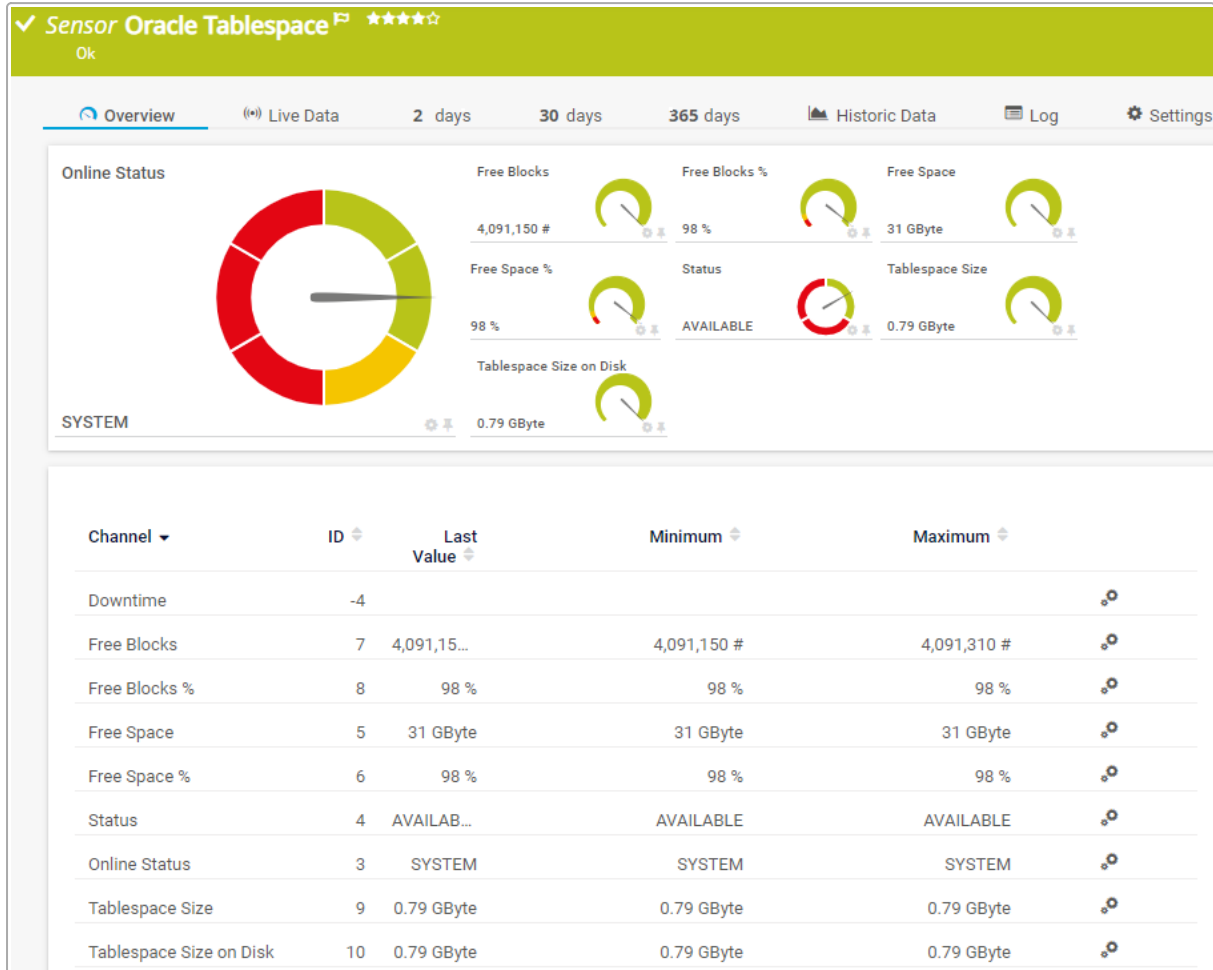 Sensor Oracle Tablespace
Ok
Overview Live Data 2 days 30 days 365 days Historic Data Log Settings
Online Status
SYSTEM
Free Blocks
4,091,150 #
Free Blocks %
98 %
Free Space
31 GByte
Free Space %
98 %
Status
AVAILABLE
Tablespace Size
0.79 GByte
Tablespace Size on Disk
0.79 GByte
Channel ID Last Value Minimum Maximum
Downtime -4
Free Blocks 7 4,091,15... 4,091,150 # 4,091,310 #
Free Blocks % 8 98 % 98 % 98 %
Free Space 5 31 GByte 31 GByte 31 GByte
Free Space % 6 98 % 98 % 98 %
Status 4 AVAILAB... AVAILABLE AVAILABLE
Online Status 3 SYSTEM SYSTEM SYSTEM
Tablespace Size 9 0.79 GByte 0.79 GByte 0.79 GByte
Tablespace Size on Disk 10 0.79 GByte 0.79 GByte 0.79 GByte